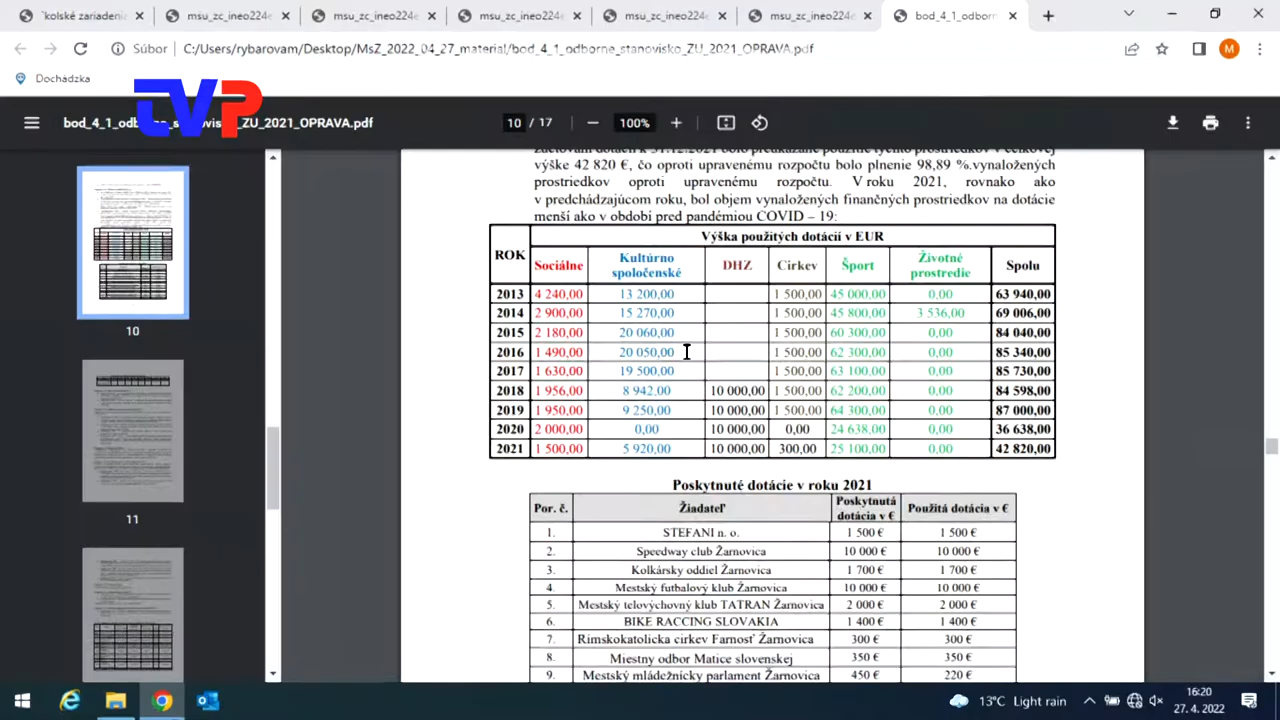 `kolské zariadeni
msu_zc_ineo224e
msu_zc_ineo224e
msu_zc_ineo224e
msu_zc_ineo224e
msu_zc_ineo224e
bod_4_1_odborn
Súbor C:/Users/rybarovam/Desktop/MsZ_2022_04_27_material/bod_4_1_odborne_stanovisko_ZU_2021_OPRAVA.pdf
M
Dochádzka
TVP
ZU_2021_OPRAVA.pdf
10 / 17
100%
výške 42 820 €, čo oproti upravenému rozpočtu bolo plnenie 98,89 %.vynaložených
prostriedkov oproti upravenému rozpočtu. V roku 2021, rovnako ako
v predchádzajúcom roku, bol objem vynaložených finančných prostriedkov na dotácie
menší ako v období pred pandémiou COVID – 19:
ROK Výška použitých dotácií v EUR
Sociálne Kultúrno spoločenské DHZ Cirkev Šport Životné prostredie Spolu
2013 4 240,00 13 200,00 1 500,00 45 000,00 0,00 63 940,00
2014 2 900,00 15 270,00 1 500,00 45 800,00 3 536,00 69 006,00
2015 2 180,00 20 060,00 1 500,00 60 300,00 0,00 84 040,00
2016 1 490,00 20 050,00 1 500,00 62 300,00 0,00 85 340,00
2017 1 630,00 19 500,00 1 500,00 63 100,00 0,00 85 730,00
2018 1 956,00 8 942,00 10 000,00 1 500,00 62 200,00 0,00 84 598,00
2019 1 950,00 9 250,00 10 000,00 1 500,00 64 300,00 0,00 87 000,00
2020 2 000,00 0,00 10 000,00 0,00 24 638,00 0,00 36 638,00
2021 1 500,00 5 920,00 10 000,00 300,00 25 100,00 0,00 42 820,00
Poskytnuté dotácie v roku 2021
Por. č. Žiadateľ Poskytnutá dotácia v € Použitá dotácia v €
1. STEFANI n. o. 1 500 € 1 500 €
2. Speedway club Žarnovica 10 000 € 10 000 €
3. Kolkársky oddiel Žarnovica 1 700 € 1 700 €
4. Mestský futbalový klub Žarnovica 10 000 € 10 000 €
5. Mestský telovýchovný klub TATRAN Žarnovica 2 000 € 2 000 €
6. BIKE RACCING SLOVAKIA 1 400 € 1 400 €
7. Rímskokatolícka cirkev Farnosť Žarnovica 300 € 300 €
8. Miestny odbor Matice slovenskej 350 € 350 €
9. Mestský mládežnícky parlament Žarnovica 450 € 220 €
10
11
13°C Light rain
16:20
27. 4. 2022